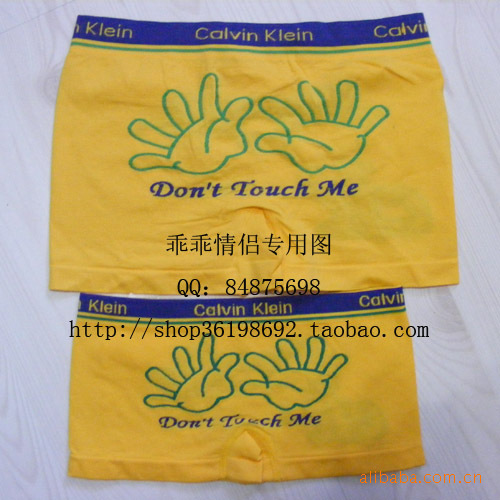 Calvin Klein Calvin Klein Calvin
Don't Touch Me
乖乖情侣专用图
QQ: 84875698
Klein Calvin Klein Calvin
http://shop36198692.taobao.com/
Don't Touch Me
alibaba.com.cn